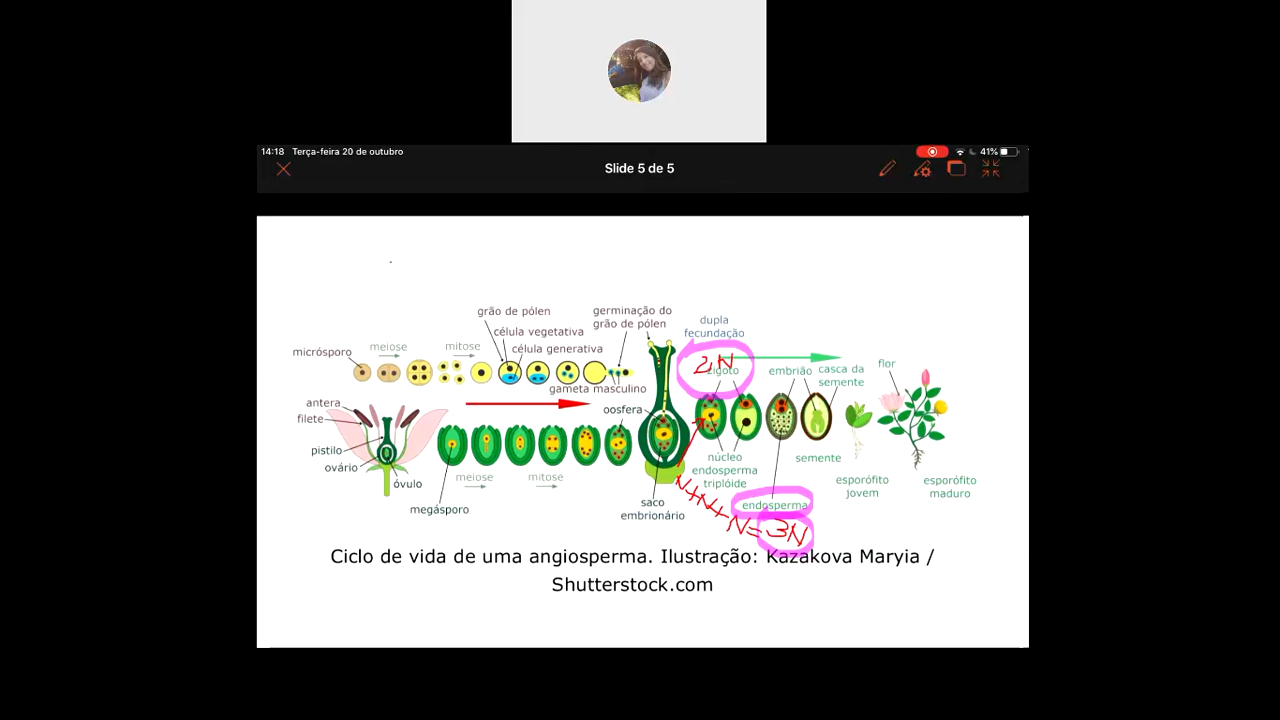 14:18 Terça-feira 20 de outubro
41%
Slide 5 de 5
grão de pólen
germinação do
grão de pólen
dupla
fecundação
célula vegetativa
meiose
mitose
célula generativa
micrósporo
2N
zigoto
embrião
casca da
semente
flor
gameta masculino
antera
filete
oosfera
pistilo
ovário
óvulo
núcleo
endosperma
triplóide
semente
meiose
mitose
esporófito
jovem
esporófito
maduro
megásporo
saco
embrionário
endosperma
N+N+N=3N
Ciclo de vida de uma angiosperma. Ilustração: Kazakova Maryia /
Shutterstock.com